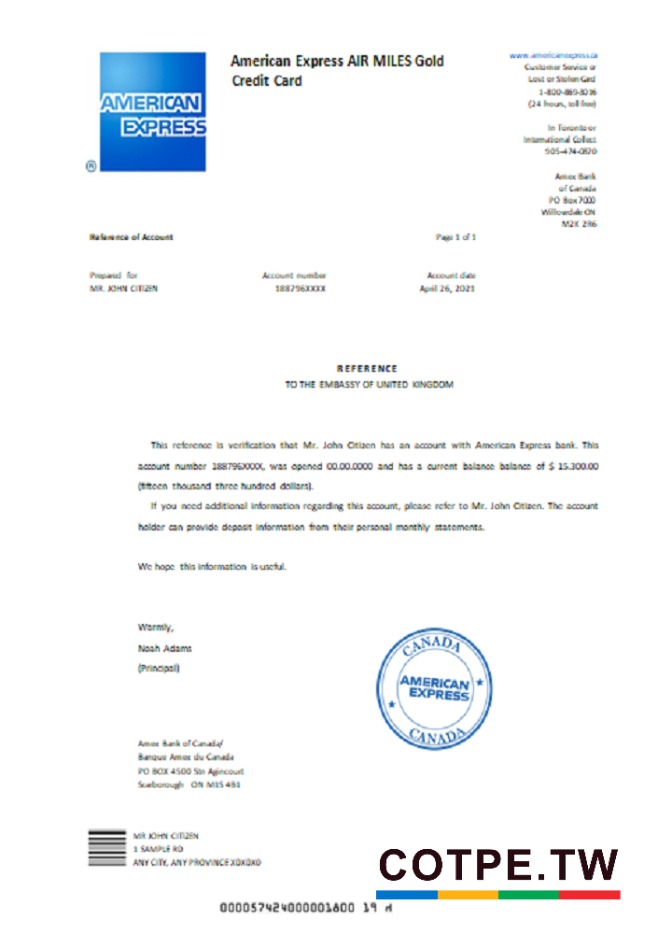 AMERICAN
EXPRESS
®
American Express AIR MILES Gold
Credit Card
www.americanexpress.ca
Customer Service or
Lost or Stolen Card
1-800-869-3016
(24 hours, toll free)
In Toronto or
International Collect
905-474-0870
Amex Bank
of Canada
PO Box 7000
Willowdale ON
M2K 2R6
Reference of Account
Page 1 of 1
Prepared for
Account number
Account date
MR. JOHN CITIZEN
188796XXXX
April 26, 2021
REFERENCE
TO THE EMBASSY OF UNITED KINGDOM
This reference is verification that Mr. John Citizen has an account with American Express bank. This
account number 188796XXXX, was opened 00.00.0000 and has a current balance balance of $ 15.300.00
(fifteen thousand three hundred dollars).
If you need additional information regarding this account, please refer to Mr. John Citizen. The account
holder can provide deposit information from their personal monthly statements.
We hope this information is useful.
Warmly,
Noah Adams
(Principal)
CANADA
AMERICAN
EXPRESS
CANADA
Amex Bank of Canada/
Banque Amex du Canada
PO BOX 4500 Stn Agincourt
Scarborough ON M1S 4B1
MR JOHN CITIZEN
1 SAMPLE RD
ANY CITY, ANY PROVINCE X0X0X0
COTPE.TW
000057424000001600 19